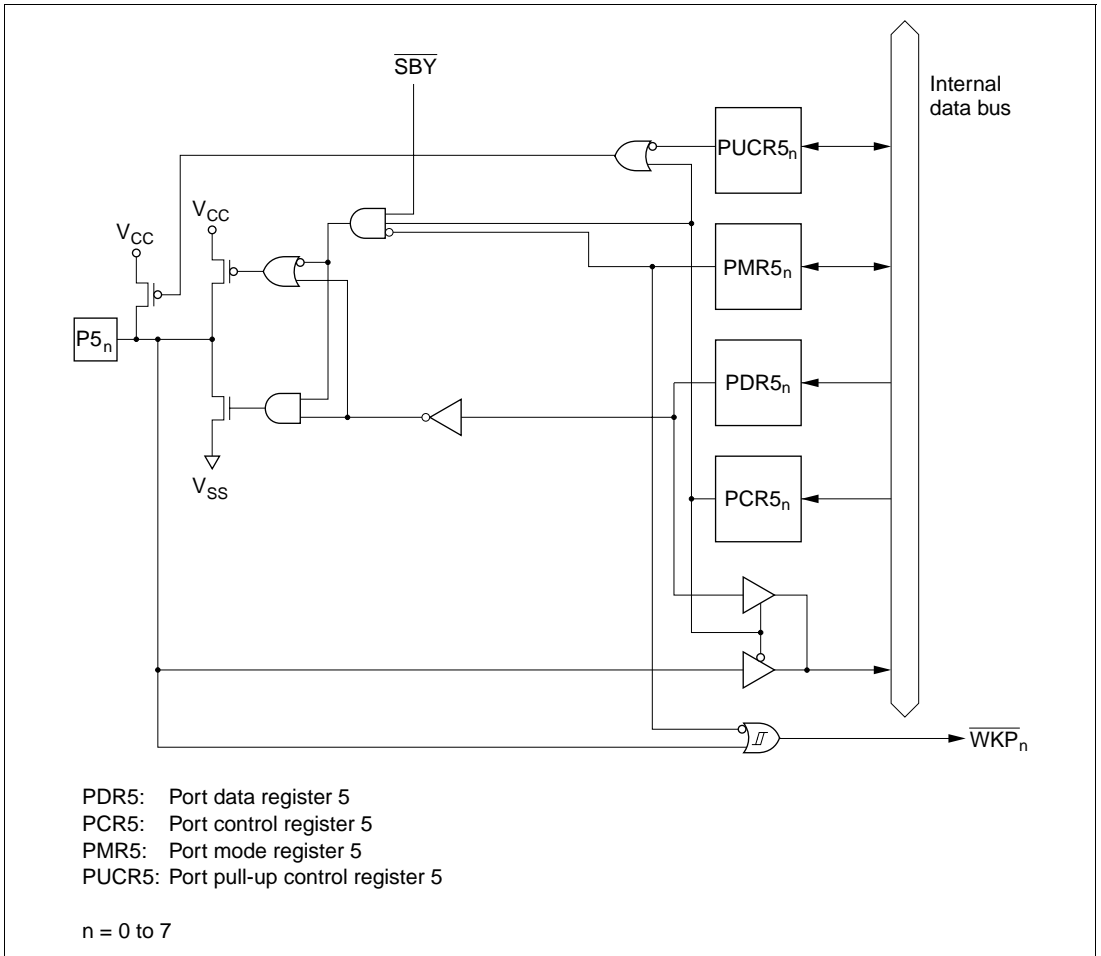 SBY
Internal
data bus
PUCR5n
VCC
VCC
PMR5n
P5n
PDR5n
VSS
PCR5n
WKPn
PDR5: Port data register 5
PCR5: Port control register 5
PMR5: Port mode register 5
PUCR5: Port pull-up control register 5
n = 0 to 7